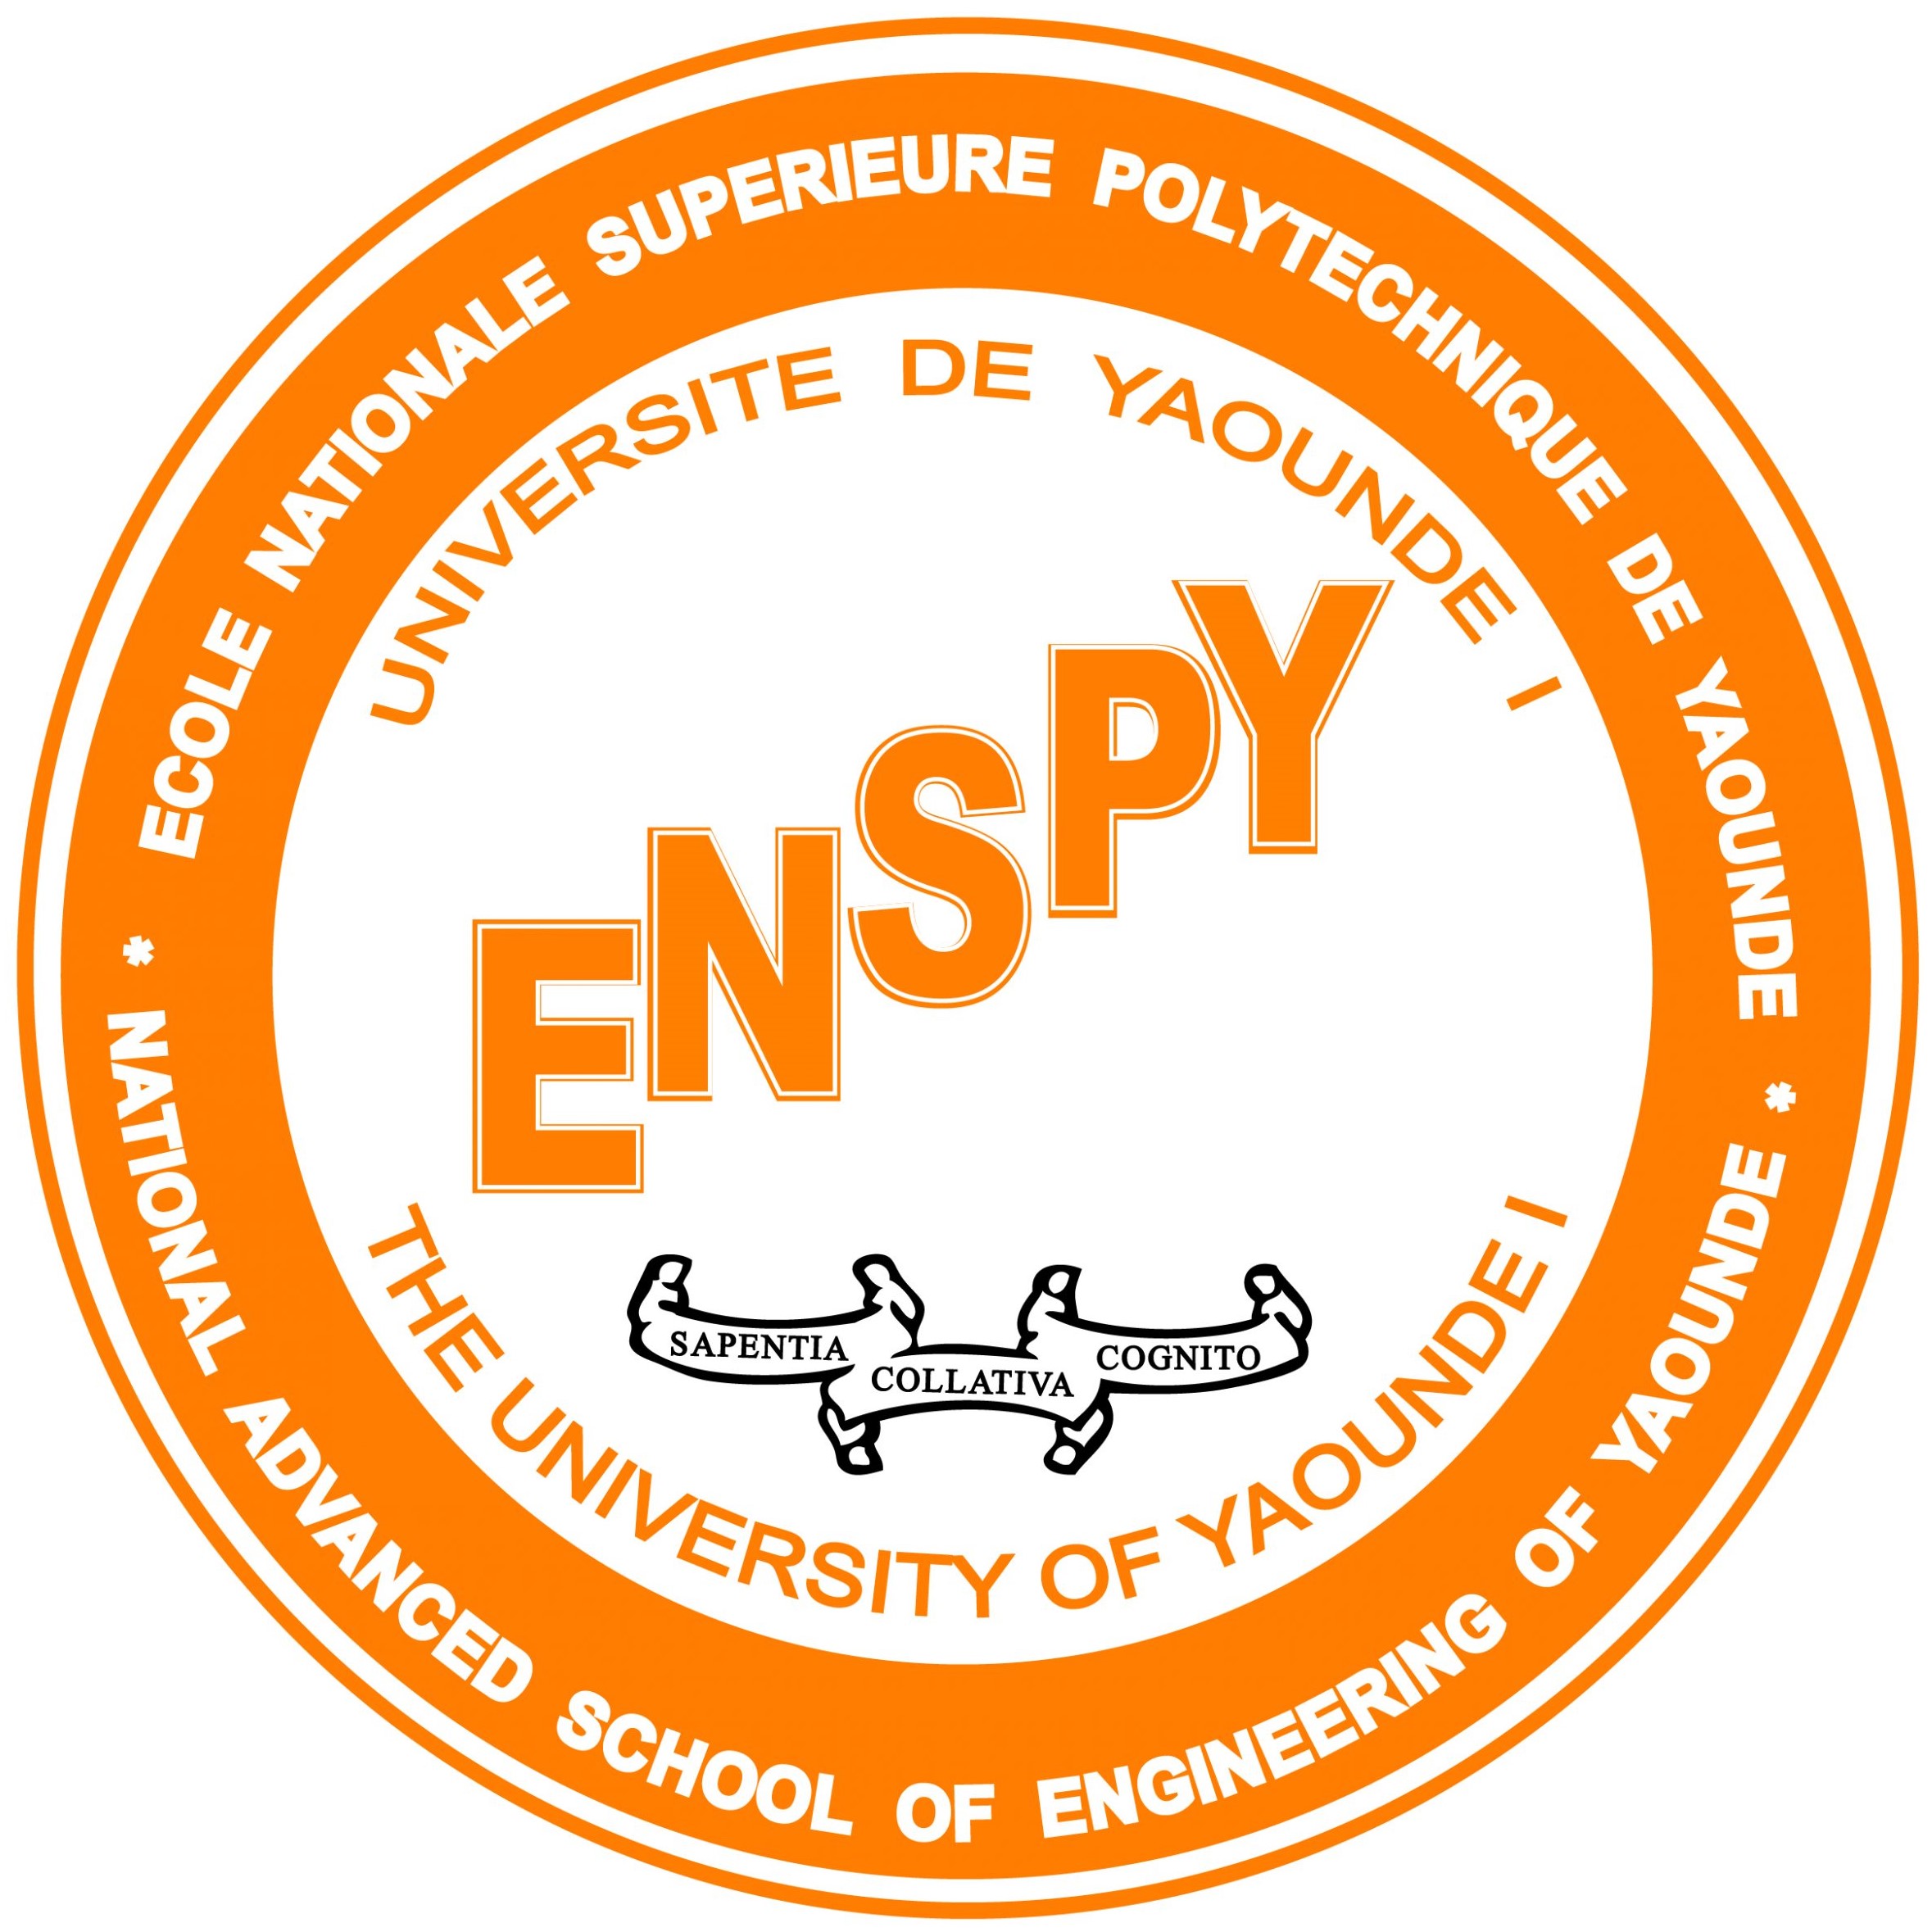 ECOLE NATIONALE SUPERIEURE POLYTECHNIQUE DE YAOUNDE
UNIVERSITE DE YAOUNDE I
ENSPY
SAPENTIA
COLLATIVA
COGNITO
THE UNIVERSITY OF YAOUNDE I
* NATIONAL ADVANCED SCHOOL OF ENGINEERING OF YAOUNDE *